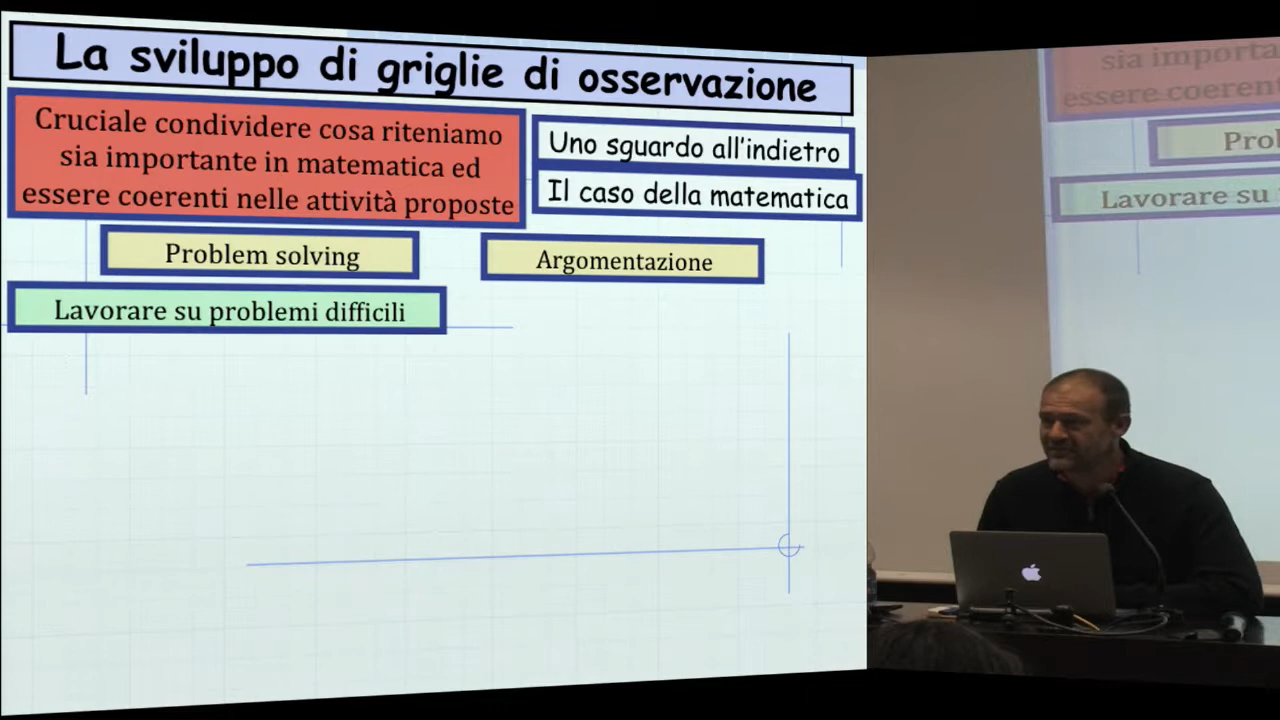 La sviluppo di griglie di osservazione
Cruciale condividere cosa riteniamo
sia importante in matematica ed
essere coerenti nelle attività proposte
Uno sguardo all'indietro
Il caso della matematica
Problem solving
Argomentazione
Lavorare su problemi difficili
sia importa
essere coerent
Prol
Lavorare su